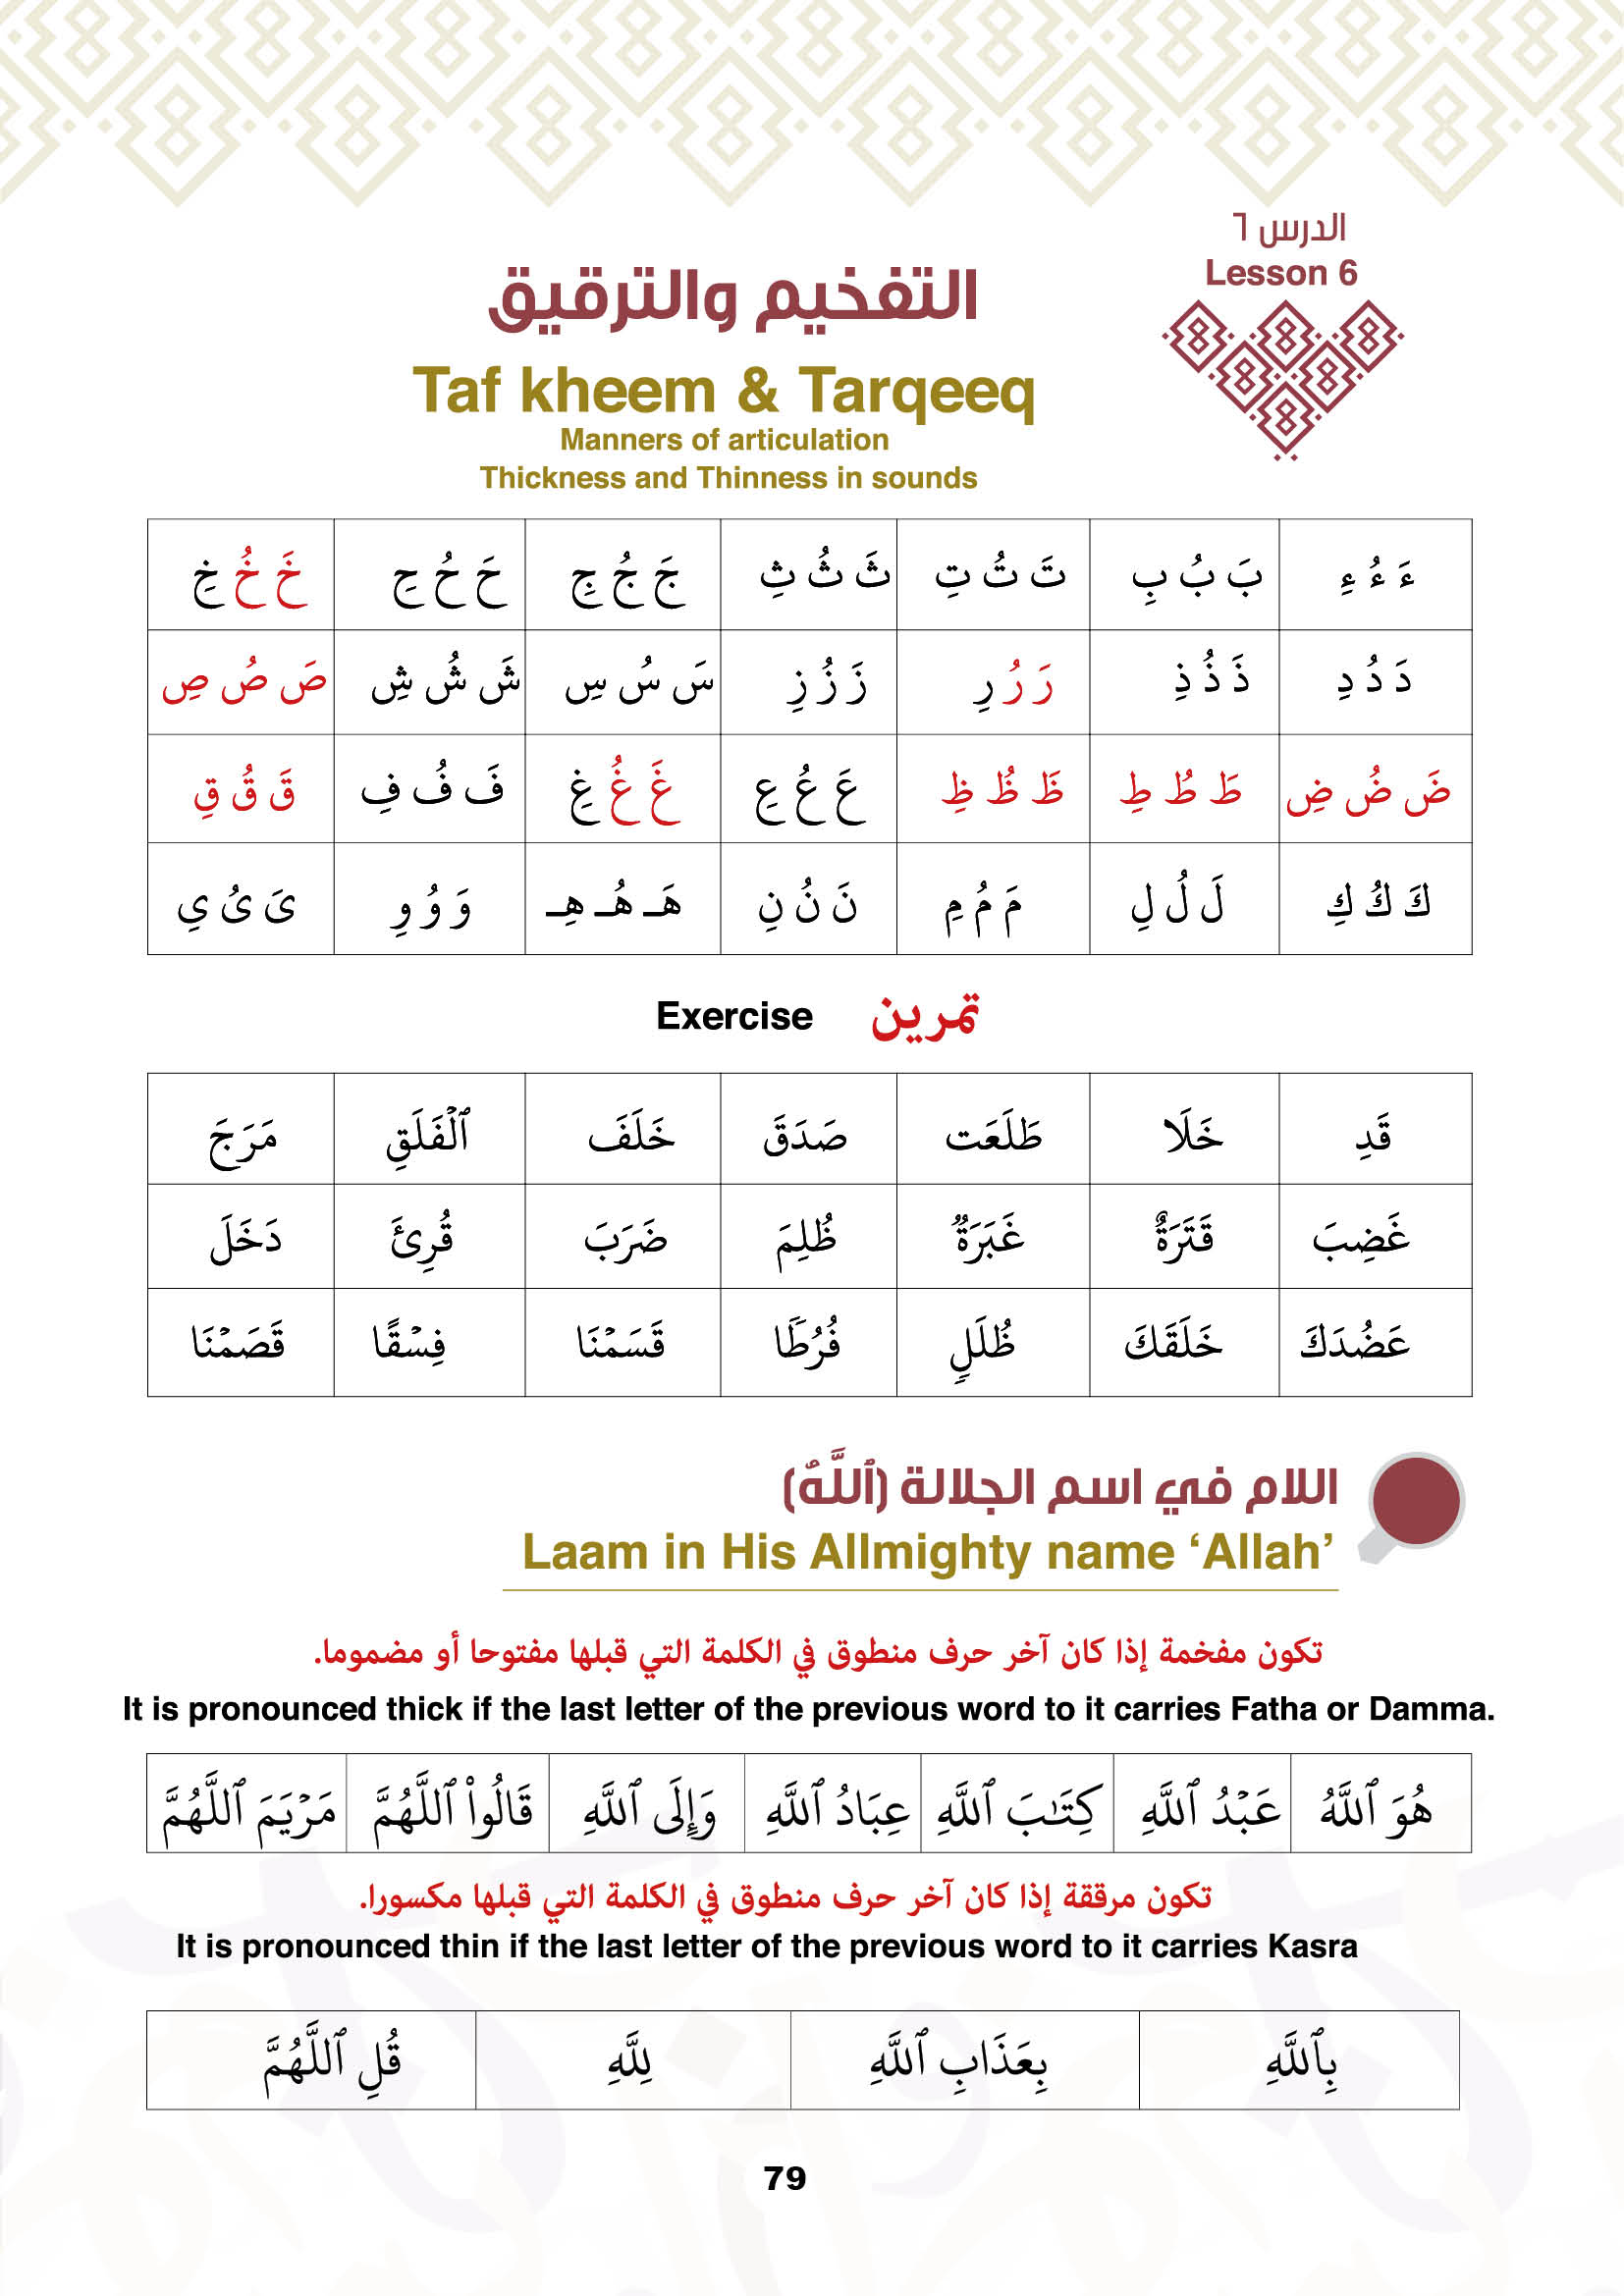 الدرس ٦
Lesson 6
التفخيم والترقيق
Taf kheem & Tarqeeq
Manners of articulation
Thickness and Thinness in sounds
ءَ ءُ ءِ بَ بُ بِ تَ تُ تِ ثَ ثُ ثِ جَ جُ جِ حَ حُ حِ خَ خُ خِ
دَ دُ دِ ذَ ذُ ذِ رَ رُ رِ زَ زُ زِ سَ سُ سِ شَ شُ شِ صَ صُ صِ
ضَ ضُ ضِ طَ طُ طِ ظَ ظُ ظِ عَ عُ عِ غَ غُ غِ فَ فُ فِ قَ قُ قِ
كَ كُ كِ لَ لُ لِ مَ مُ مِ نَ نُ نِ هَـ هُـ هِـ وَ وُ وِ ىَ ىُ ىِ
Exercise تمرين
قَدِ خَلَا طَلَعَت صَدَقَ خَلَفَ ٱلۡفَلَقِ مَرَجَ
غَضِبَ قَتَرَةٌ غَبَرَةٌ ظُلِمَ ضَرَبَ قُرِئَ دَخَلَ
عَضُدَكَ خَلَقَكَ ظُلَلٖ فُرُطٗا قَسَمۡنَا فِسۡقًا قَصَمۡنَا
اللام في اسم الجلالة (ٱللَّهُ)
Laam in His Allmighty name ‘Allah’
تكون مفخمة إذا كان آخر حرف منطوق في الكلمة التي قبلها مفتوحا أو مضموما.
It is pronounced thick if the last letter of the previous word to it carries Fatha or Damma.
هُوَ ٱللَّهُ عَبۡدُ ٱللَّهِ كِتَٰبَ ٱللَّهِ عِبَادُ ٱللَّهِ وَإِلَى ٱللَّهِ قَالُواْ ٱللَّهُمَّ مَرۡيَمَ ٱللَّهُمَّ
تكون مرققة إذا كان آخر حرف منطوق في الكلمة التي قبلها مكسورا.
It is pronounced thin if the last letter of the previous word to it carries Kasra
بِٱللَّهِ بِعَذَابِ ٱللَّهِ لِلَّهِ قُلِ ٱللَّهُمَّ
79